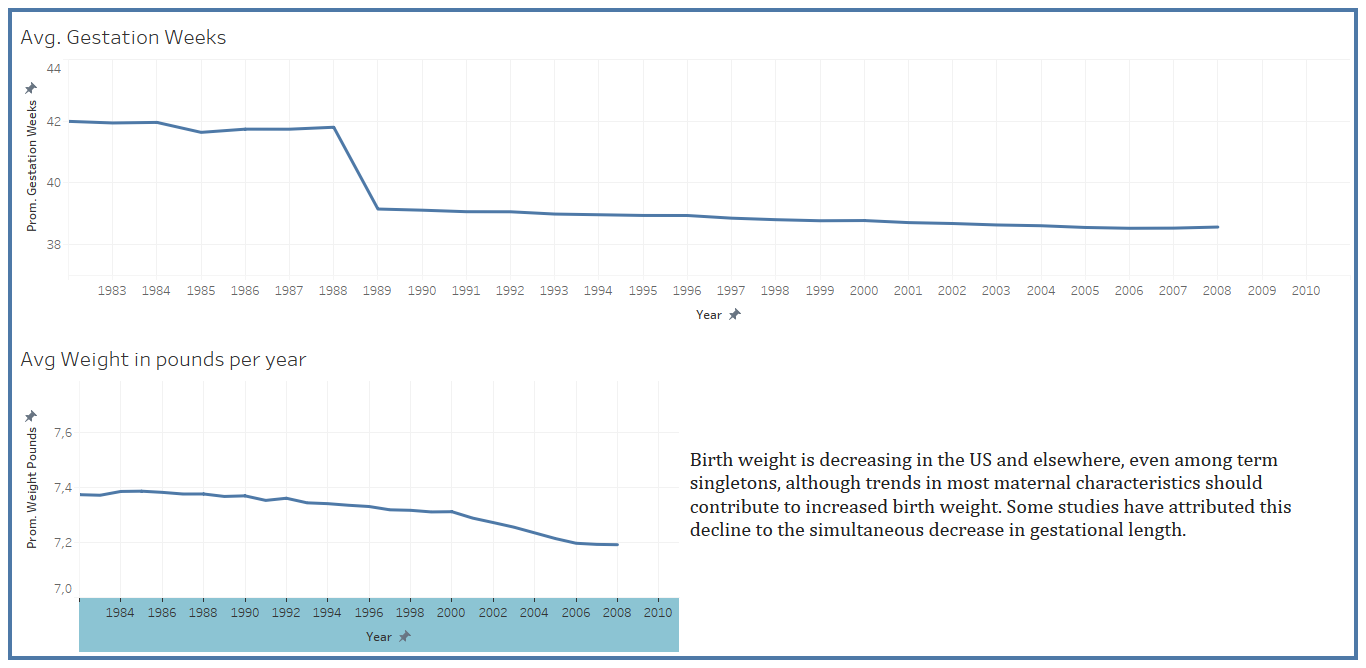 Avg. Gestation Weeks
44
42
40
38
Prom. Gestation Weeks
1983 1984 1985 1986 1987 1988 1989 1990 1991 1992 1993 1994 1995 1996 1997 1998 1999 2000 2001 2002 2003 2004 2005 2006 2007 2008 2009 2010
Year
Avg Weight in pounds per year
7,6
7,4
7,2
7,0
Prom. Weight Pounds
1984 1986 1988 1990 1992 1994 1996 1998 2000 2002 2004 2006 2008 2010
Year
Birth weight is decreasing in the US and elsewhere, even among term
singletons, although trends in most maternal characteristics should
contribute to increased birth weight. Some studies have attributed this
decline to the simultaneous decrease in gestational length.